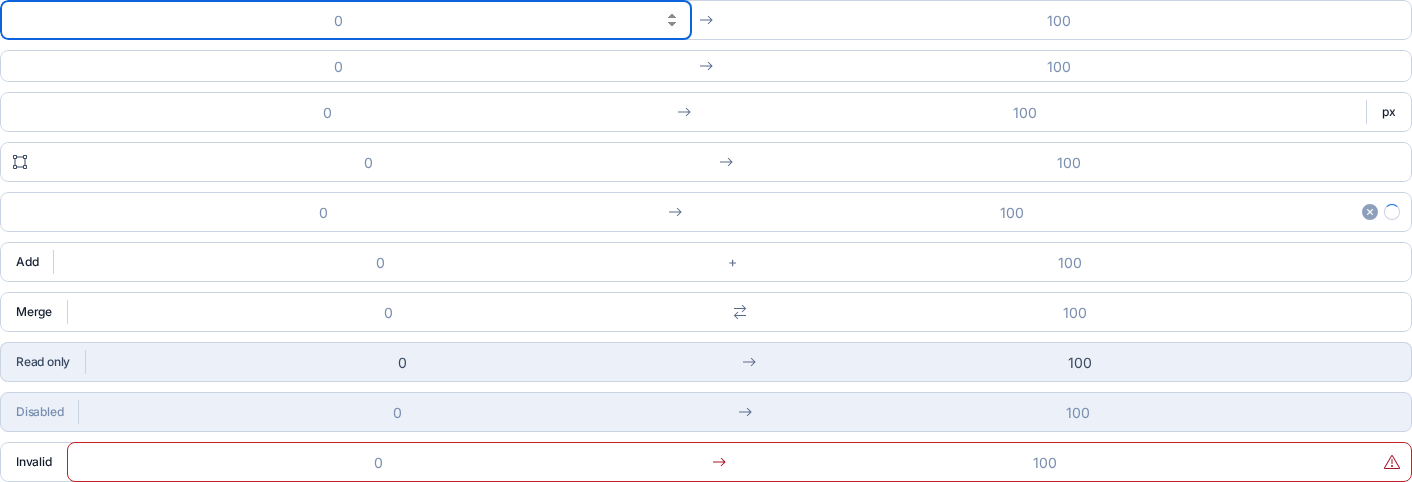 0 → 100
0 → 100
0 → 100 px
0 → 100
0 → 100
Add 0 + 100
Merge 0 ⇄ 100
Read only 0 → 100
Disabled 0 → 100
Invalid 0 → 100